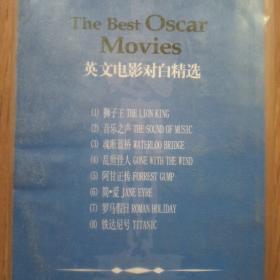 The Best Oscar
Movies
英文电影对白精选
(1) 狮子王 THE LION KING
(2) 音乐之声 THE SOUND OF MUSIC
(3) 魂断蓝桥 WATERLOO BRIDGE
(4) 乱世佳人 GONE WITH THE WIND
(5) 阿甘正传 FORREST GUMP
(6) 简·爱 JANE EYRE
(7) 罗马假日 ROMAN HOLIDAY
(8) 铁达尼号 TITANIC